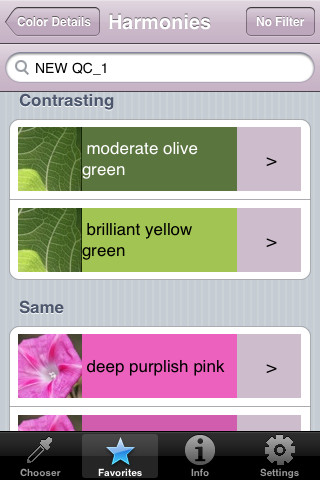 Color Details
Harmonies
No Filter
NEW QC_1
Contrasting
moderate olive
green
>
brilliant yellow
green
>
Same
deep purplish pink
>
Chooser
Favorites
Info
Settings